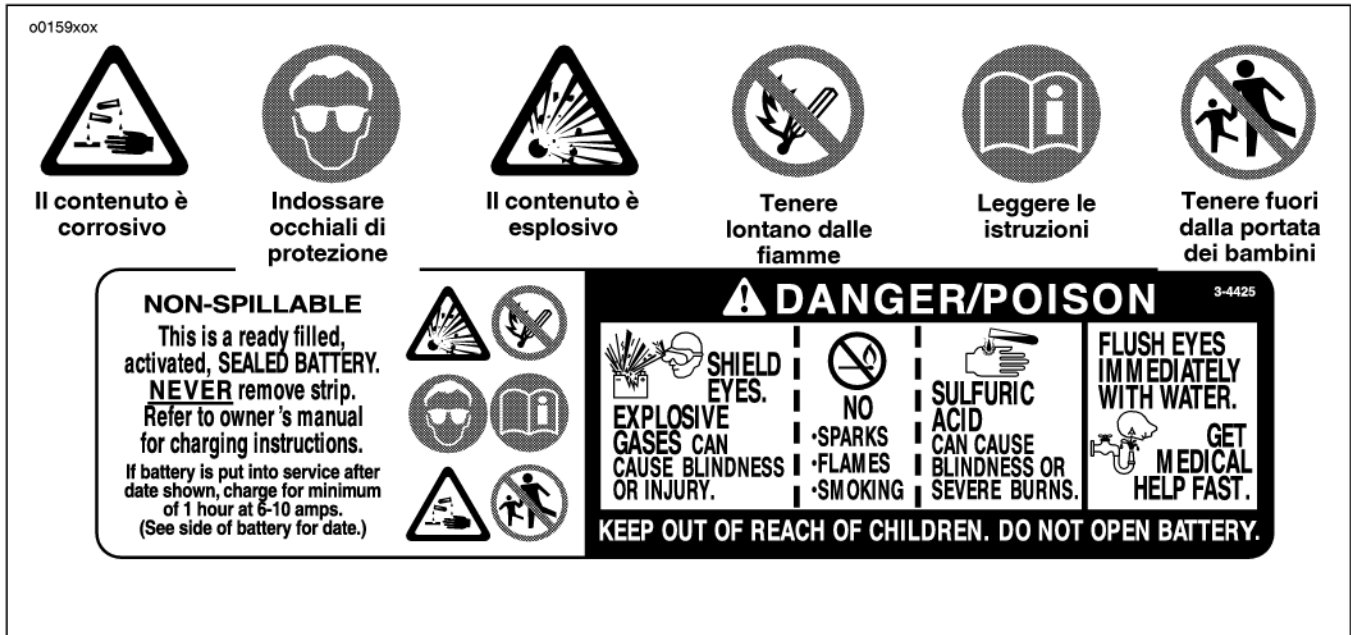 o0159xox
Il contenuto è
corrosivo
Indossare
occhiali di
protezione
Il contenuto è
esplosivo
Tenere
lontano dalle
fiamme
Leggere le
istruzioni
Tenere fuori
dalla portata
dei bambini
NON-SPILLABLE
This is a ready filled,
activated, SEALED BATTERY.
NEVER remove strip.
Refer to owner's manual
for charging instructions.
If battery is put into service after
date shown, charge for minimum
of 1 hour at 6-10 amps.
(See side of battery for date.)
DANGER/POISON
3-4425
SHIELD
EYES.
EXPLOSIVE
GASES CAN
CAUSE BLINDNESS
OR INJURY.
NO
•SPARKS
•FLAMES
•SMOKING
SULFURIC
ACID
CAN CAUSE
BLINDNESS OR
SEVERE BURNS.
FLUSH EYES
IMMEDIATELY
WITH WATER.
GET
MEDICAL
HELP FAST.
KEEP OUT OF REACH OF CHILDREN. DO NOT OPEN BATTERY.